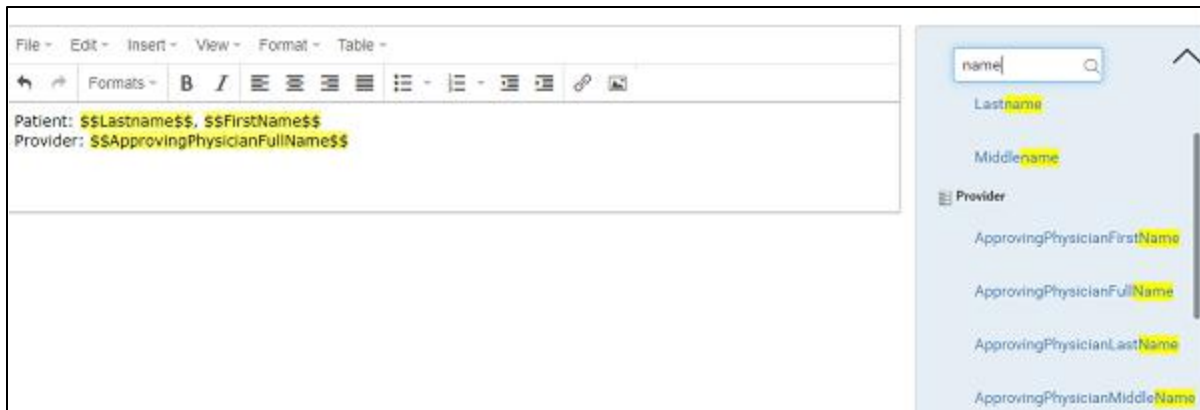 File Edit Insert View Format Table
Formats B I
Patient: $$Lastname$$, $$FirstName$$
Provider: $$ApprovingPhysicianFullName$$
name
Lastname
Middlename
Provider
ApprovingPhysicianFirstName
ApprovingPhysicianFullName
ApprovingPhysicianLastName
ApprovingPhysicianMiddleName